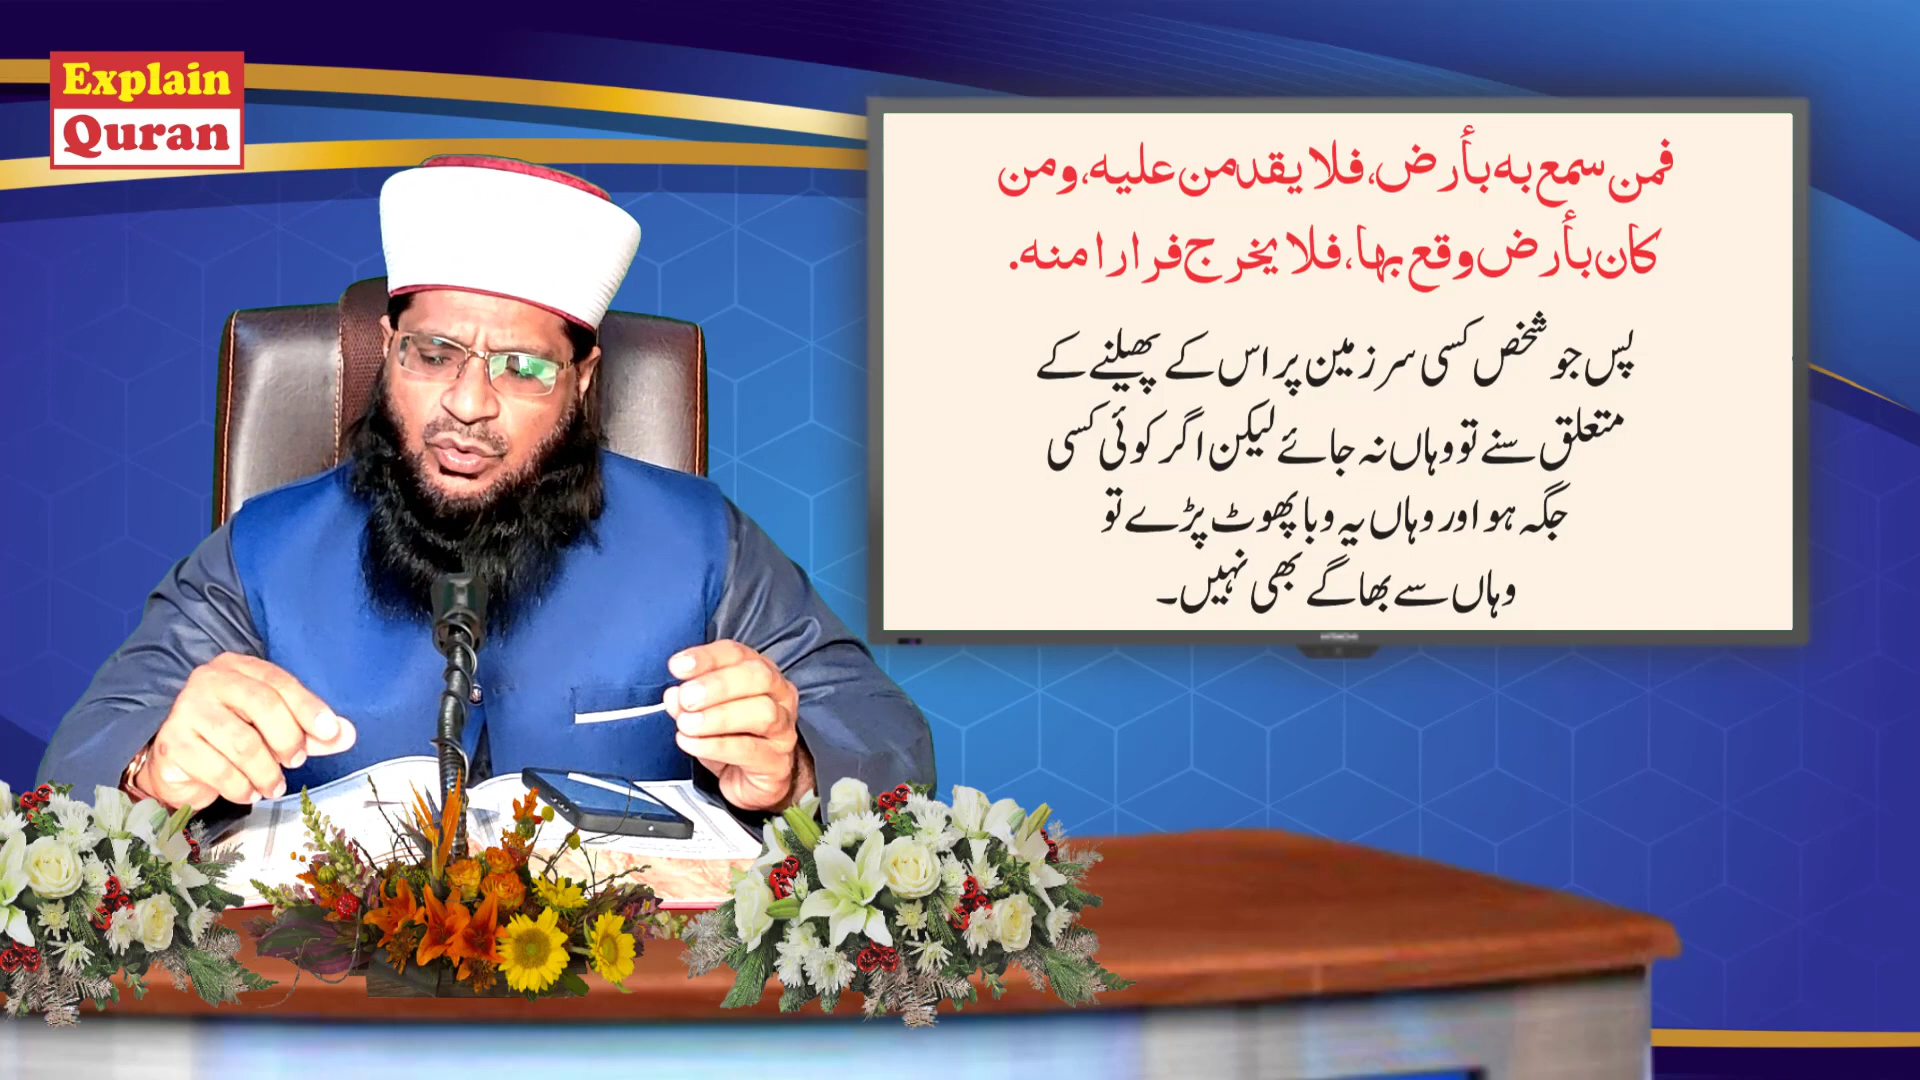 Explain
Quran
فمن سمع به بأرض، فلا يقدمن عليه، ومن
كان بأرض وقع بها، فلا يخرج فرارا منه.
پس جو شخص کسی سرزمین پر اس کے پھیلنے کے
متعلق سنے تو وہاں نہ جائے لیکن اگر کوئی کسی
جگہ ہو اور وہاں یہ وبا پھوٹ پڑے تو
وہاں سے بھاگے بھی نہیں۔
HITACHI